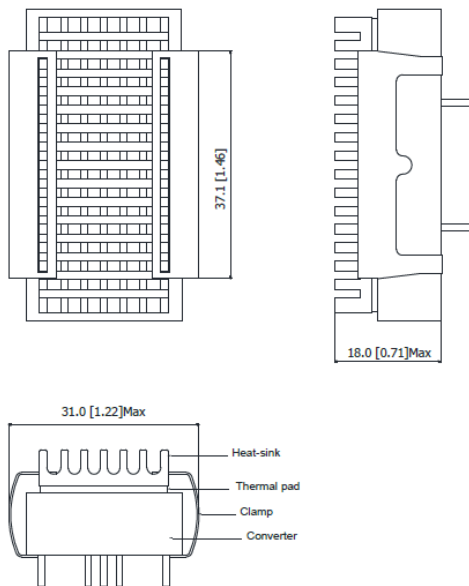 37.1 [1.46]
18.0 [0.71]Max
31.0 [1.22]Max
Heat-sink
Thermal pad
Clamp
Converter